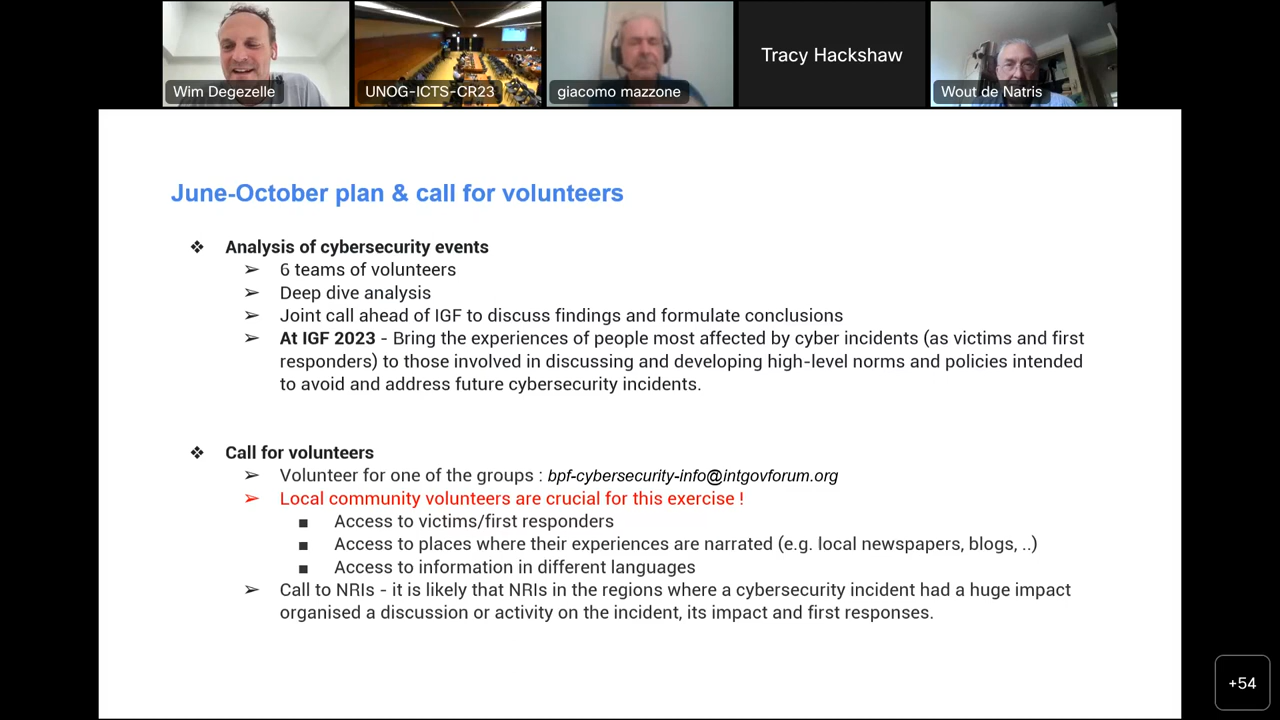 Wim Degezelle
UNOG-ICTS-CR23
giacomo mazzone
Tracy Hackshaw
Wout de Natris
June-October plan & call for volunteers
❖ Analysis of cybersecurity events
➢ 6 teams of volunteers
➢ Deep dive analysis
➢ Joint call ahead of IGF to discuss findings and formulate conclusions
➢ At IGF 2023 - Bring the experiences of people most affected by cyber incidents (as victims and first
responders) to those involved in discussing and developing high-level norms and policies intended
to avoid and address future cybersecurity incidents.
❖ Call for volunteers
➢ Volunteer for one of the groups : bpf-cybersecurity-info@intgovforum.org
➢ Local community volunteers are crucial for this exercise !
■ Access to victims/first responders
■ Access to places where their experiences are narrated (e.g. local newspapers, blogs, ..)
■ Access to information in different languages
➢ Call to NRIs - it is likely that NRIs in the regions where a cybersecurity incident had a huge impact
organised a discussion or activity on the incident, its impact and first responses.
+54